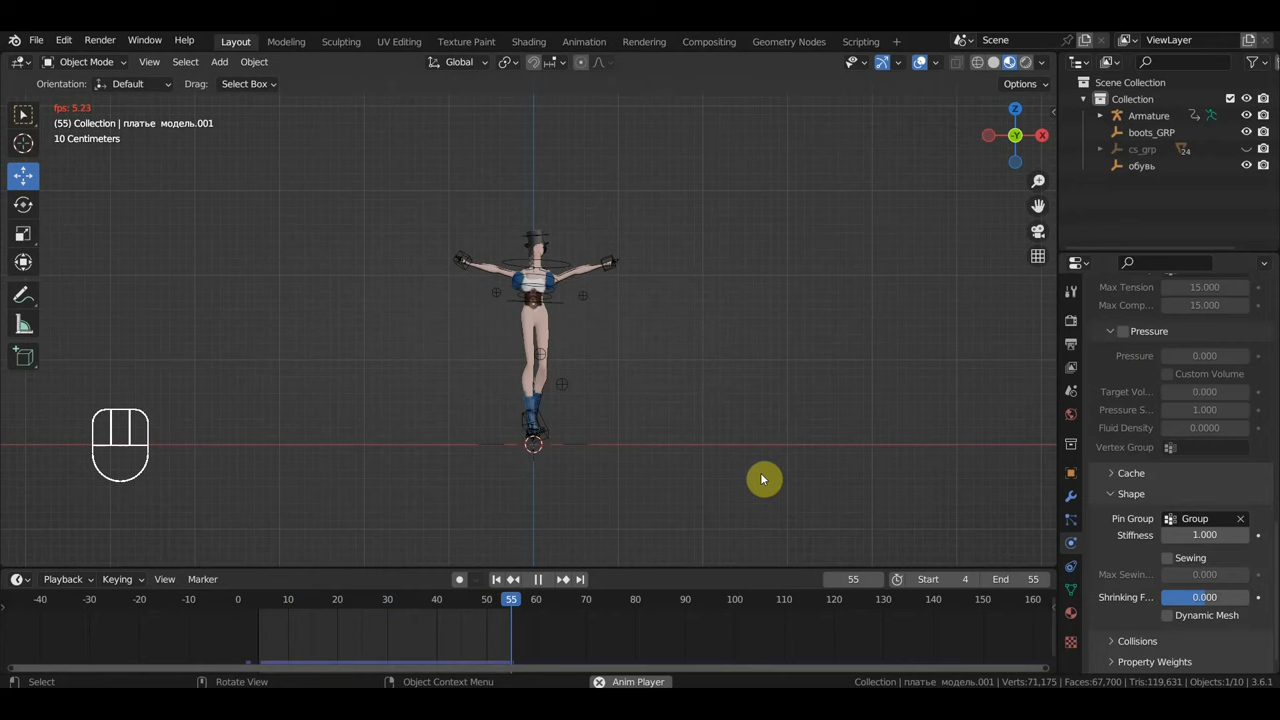 File Edit Render Window Help
Layout Modeling Sculpting UV Editing Texture Paint Shading Animation Rendering Compositing Geometry Nodes Scripting +
Scene
ViewLayer
Object Mode View Select Add Object
Global
Orientation: Default Drag: Select Box
Options
fps: 5.23
(55) Collection | платье модель.001
10 Centimeters
Z
-Y
X
Scene Collection
Collection
Armature
boots_GRP
cs_grp 24
обувь
Max Tension 15.000
Max Comp... 15.000
Pressure
Pressure 0.000
Custom Volume
Target Vol... 0.000
Pressure S... 1.000
Fluid Density 0.0000
Vertex Group
Cache
Shape
Pin Group Group
Stiffness 1.000
Sewing
Max Sewin... 0.000
Shrinking F... 0.000
Dynamic Mesh
Collisions
Property Weights
Playback Keying View Marker
55 Start 4 End 55
-40 -30 -20 -10 0 10 20 30 40 50 55 60 70 80 90 100 110 120 130 140 150 160
Select Rotate View Object Context Menu Anim Player
Collection | платье модель.001 | Verts:71,175 | Faces:67,700 | Tris:119,631 | Objects:1/10 | 3.6.1